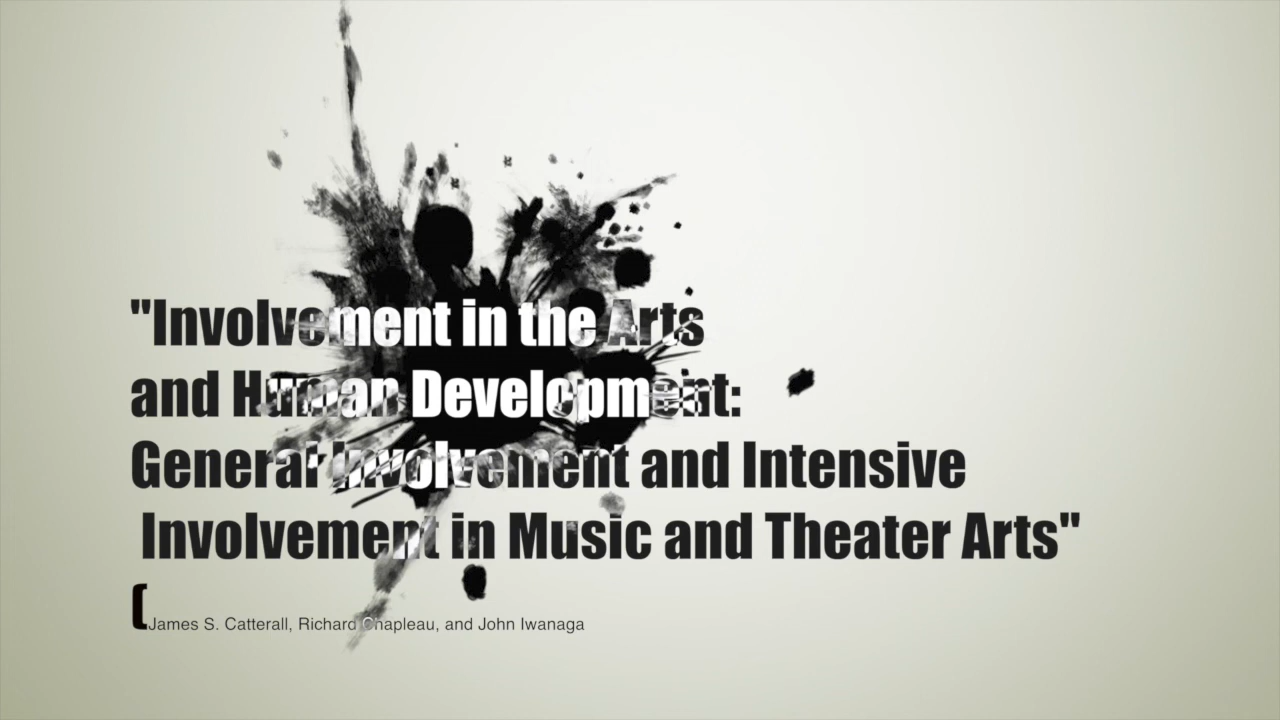 "Involvement in the Arts
and Human Development:
General Involvement and Intensive
Involvement in Music and Theater Arts"
(James S. Catterall, Richard Chapleau, and John Iwanaga